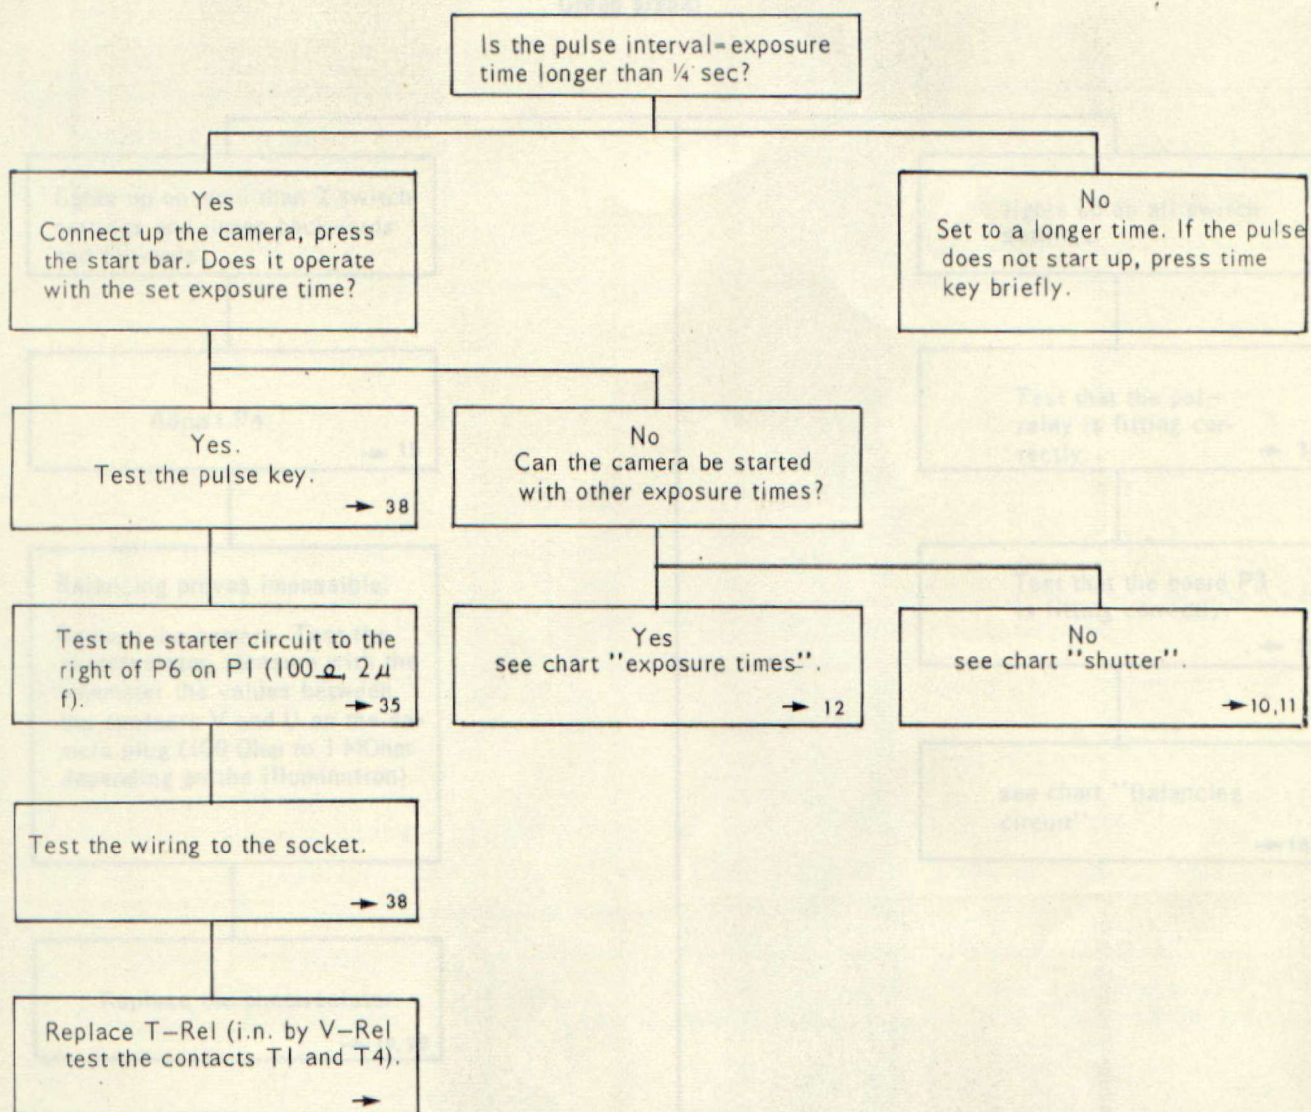 Is the pulse interval=exposure
time longer than ¼ sec?
Yes
Connect up the camera, press
the start bar. Does it operate
with the set exposure time?
No
Set to a longer time. If the pulse
does not start up, press time
key briefly.
Yes.
Test the pulse key.
→ 38
No
Can the camera be started
with other exposure times?
Test the starter circuit to the
right of P6 on P1 (100 Ω, 2 μ
f).
→ 35
Yes
see chart "exposure times".
→ 12
No
see chart "shutter".
→ 10,11
Test the wiring to the socket.
→ 38
Replace T–Rel (i.n. by V–Rel
test the contacts T1 and T4).
→